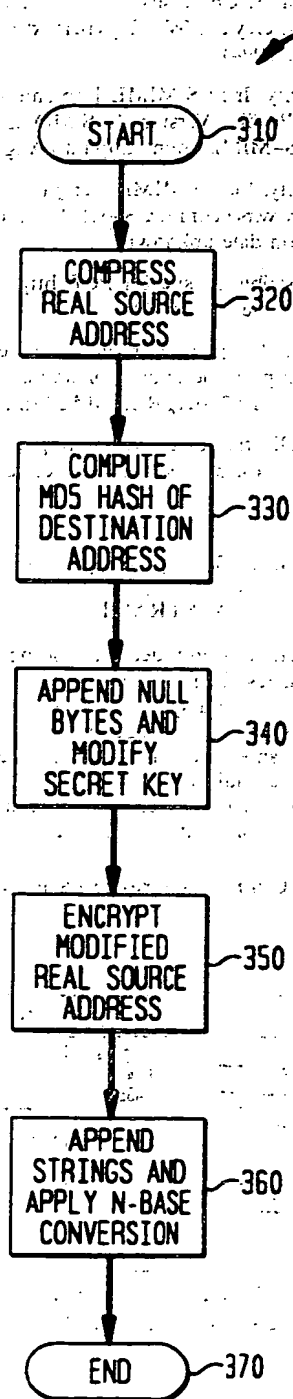 START
310
COMPRESS
REAL SOURCE
ADDRESS
320
COMPUTE
MD5 HASH OF
DESTINATION
ADDRESS
330
APPEND NULL
BYTES AND
MODIFY
SECRET KEY
340
ENCRYPT
MODIFIED
REAL SOURCE
ADDRESS
350
APPEND
STRINGS AND
APPLY N-BASE
CONVERSION
360
END
370